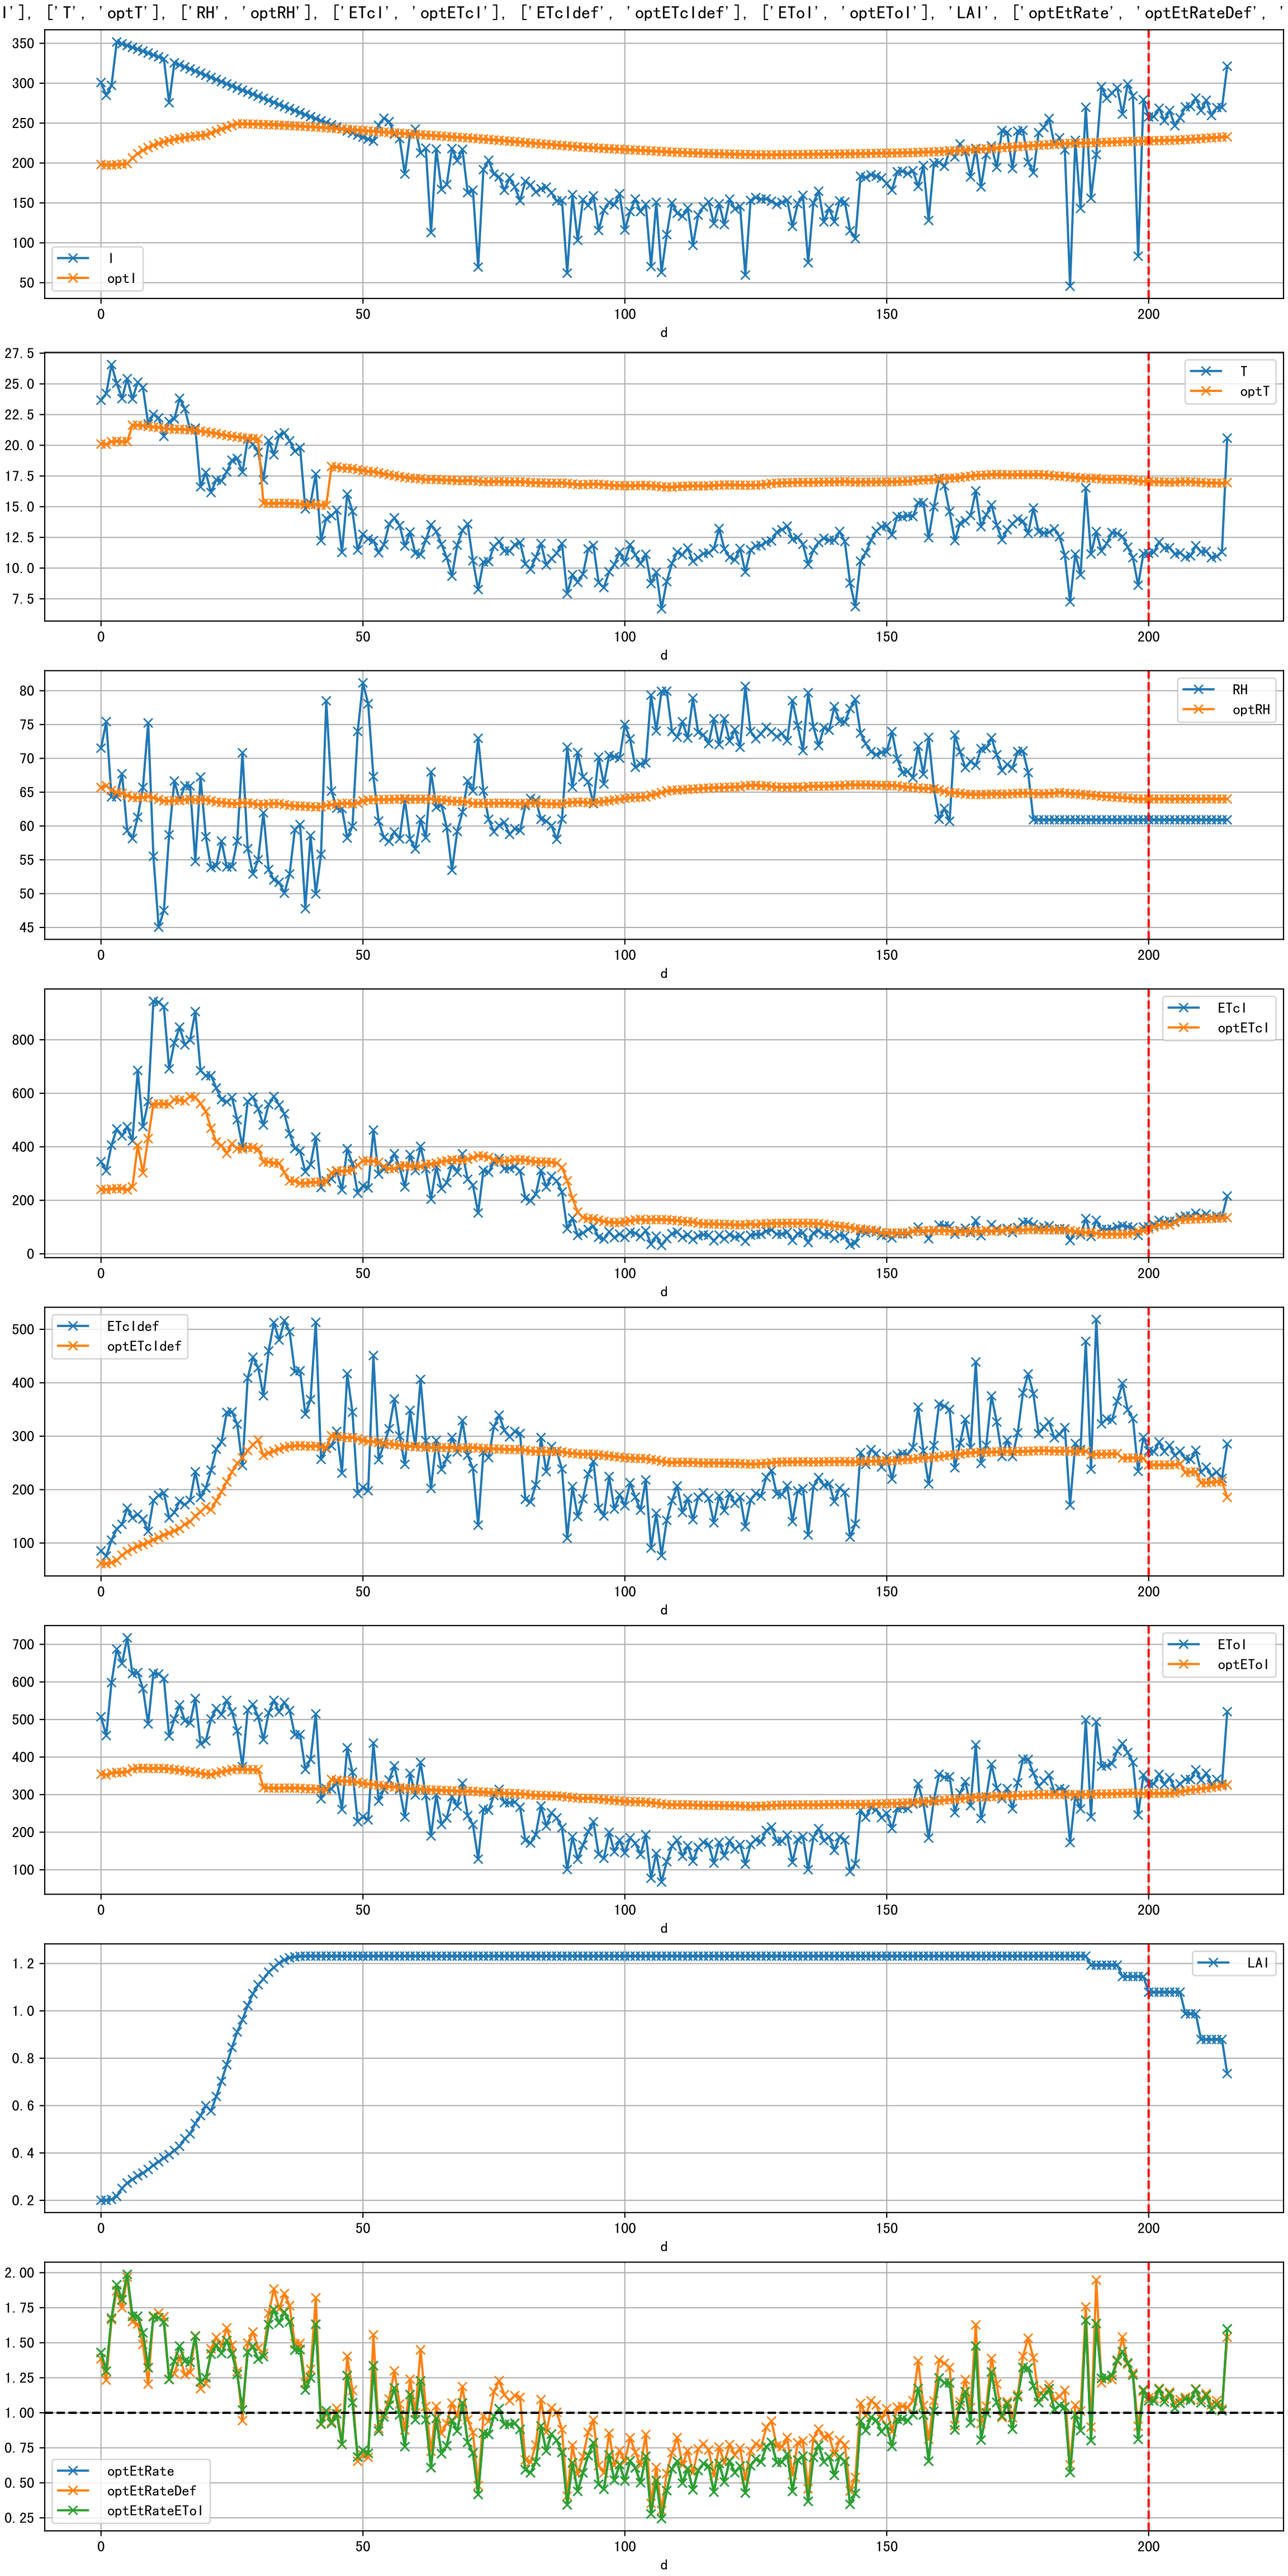 I'], ['T', 'optT'], ['RH', 'optRH'], ['ETcI', 'optETcI'], ['ETcIdef', 'optETcIdef'], ['EToI', 'optEToI'], 'LAI', ['optEtRate', 'optEtRateDef', '
350
300
250
200
150
100
50
I
optI
0 50 100 150 200
d
27.5
25.0
22.5
20.0
17.5
15.0
12.5
10.0
7.5
T
optT
0 50 100 150 200
d
80
75
70
65
60
55
50
45
RH
optRH
0 50 100 150 200
d
800
600
400
200
0
ETcI
optETcI
0 50 100 150 200
d
500
400
300
200
100
ETcIdef
optETcIdef
0 50 100 150 200
d
700
600
500
400
300
200
100
EToI
optEToI
0 50 100 150 200
d
1.2
1.0
0.8
0.6
0.4
0.2
LAI
0 50 100 150 200
d
2.00
1.75
1.50
1.25
1.00
0.75
0.50
0.25
optEtRate
optEtRateDef
optEtRateEToI
0 50 100 150 200
d